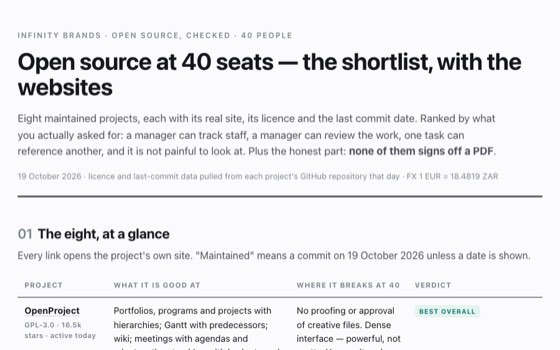 INFINITY BRANDS · OPEN SOURCE, CHECKED · 40 PEOPLE
Open source at 40 seats — the shortlist, with the
websites
Eight maintained projects, each with its real site, its licence and the last commit date. Ranked by what
you actually asked for: a manager can track staff, a manager can review the work, one task can
reference another, and it is not painful to look at. Plus the honest part: none of them signs off a PDF.
19 October 2026 · licence and last-commit data pulled from each project's GitHub repository that day · FX 1 EUR = 18.4819 ZAR
01 The eight, at a glance
Every link opens the project's own site. "Maintained" means a commit on 19 October 2026 unless a date is shown.
PROJECT WHAT IT IS GOOD AT WHERE IT BREAKS AT 40 VERDICT
OpenProject Portfolios, programs and projects with No proofing or approval BEST OVERALL
GPL-3.0 · 16.5k hierarchies; Gantt with predecessors; of creative files. Dense
stars · active today wiki; meetings with agendas and interface — powerful, not